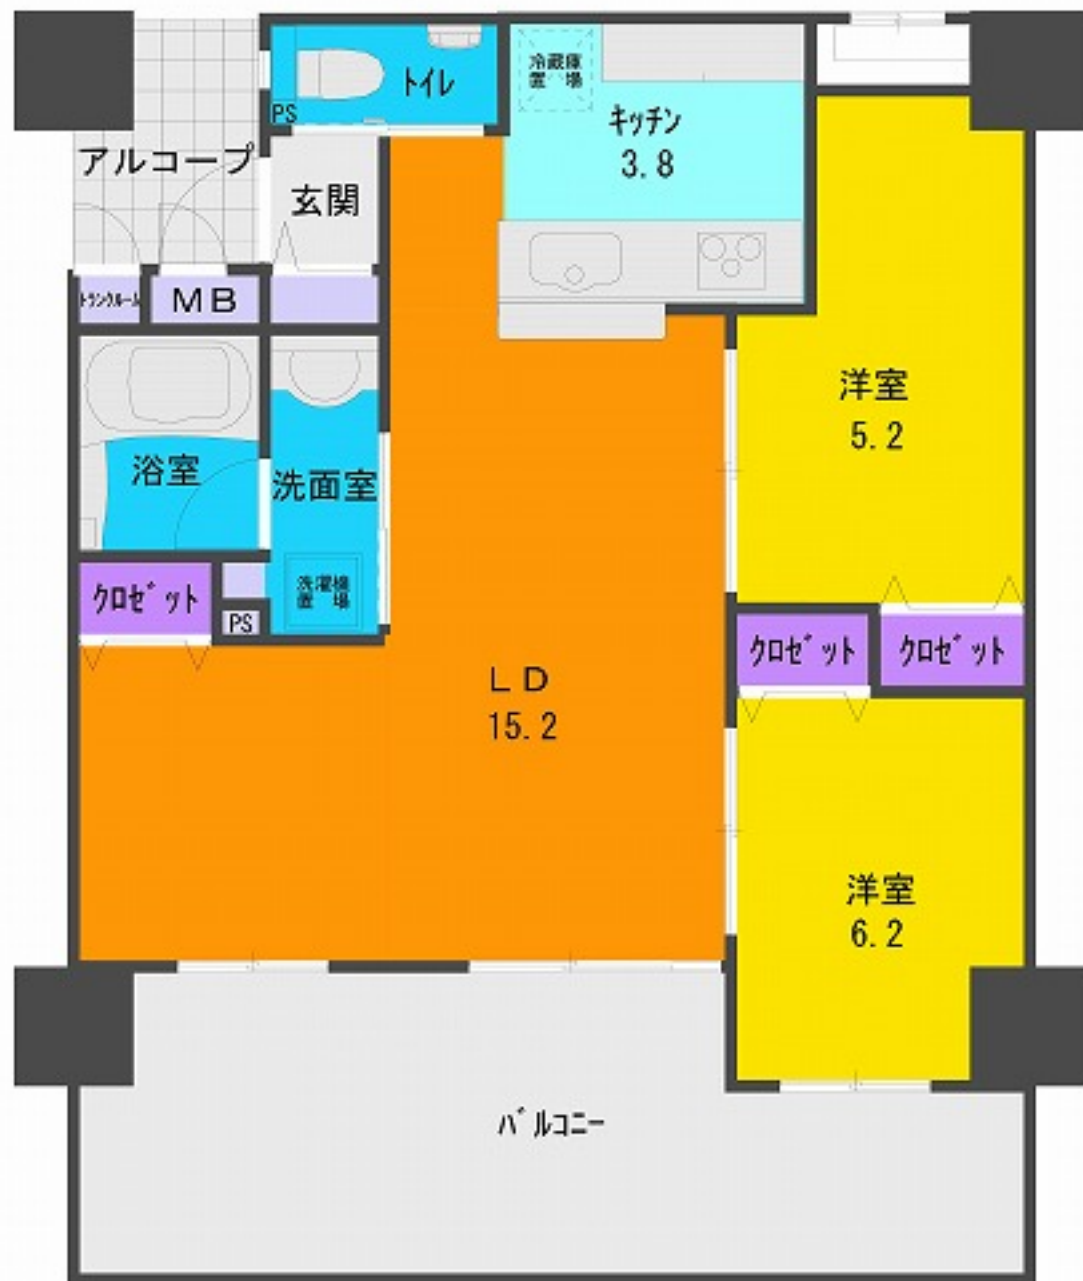 トイレ
PS
冷蔵庫
置 場
キッチン
3.8
アルコープ
玄関
トランクルーム
MB
洋室
5.2
浴室
洗面室
洗濯機
置 場
クロゼット
PS
クロゼット
クロゼット
LD
15.2
洋室
6.2
バルコニー